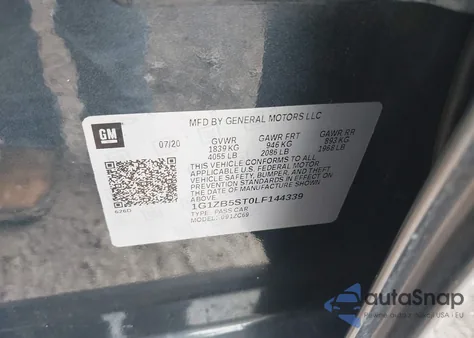 MFD BY GENERAL MOTORS LLC
GM
07/20 GVWR GAWR FRT GAWR RR
1839 KG 946 KG 893 KG
4055 LB 2086 LB 1968 LB
THIS VEHICLE CONFORMS TO ALL
APPLICABLE U.S. FEDERAL MOTOR
VEHICLE SAFETY, BUMPER, AND THEFT
PREVENTION STANDARDS IN EFFECT ON
THE DATE OF MANUFACTURE SHOWN
ABOVE.
1G1ZB5ST0LF144339
TYPE: PASS CAR
MODEL:
autoSnap